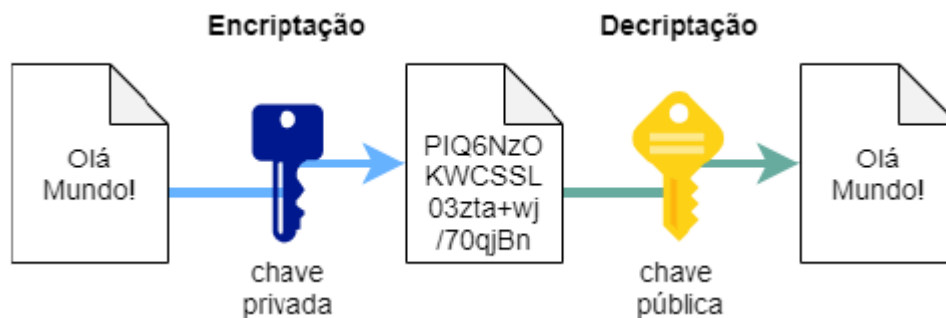 Encriptação
Decriptação
Olá
Mundo!
chave
privada
PIQ6NzO
KWCSSL
03zta+wj
/70qjBn
chave
pública
Olá
Mundo!